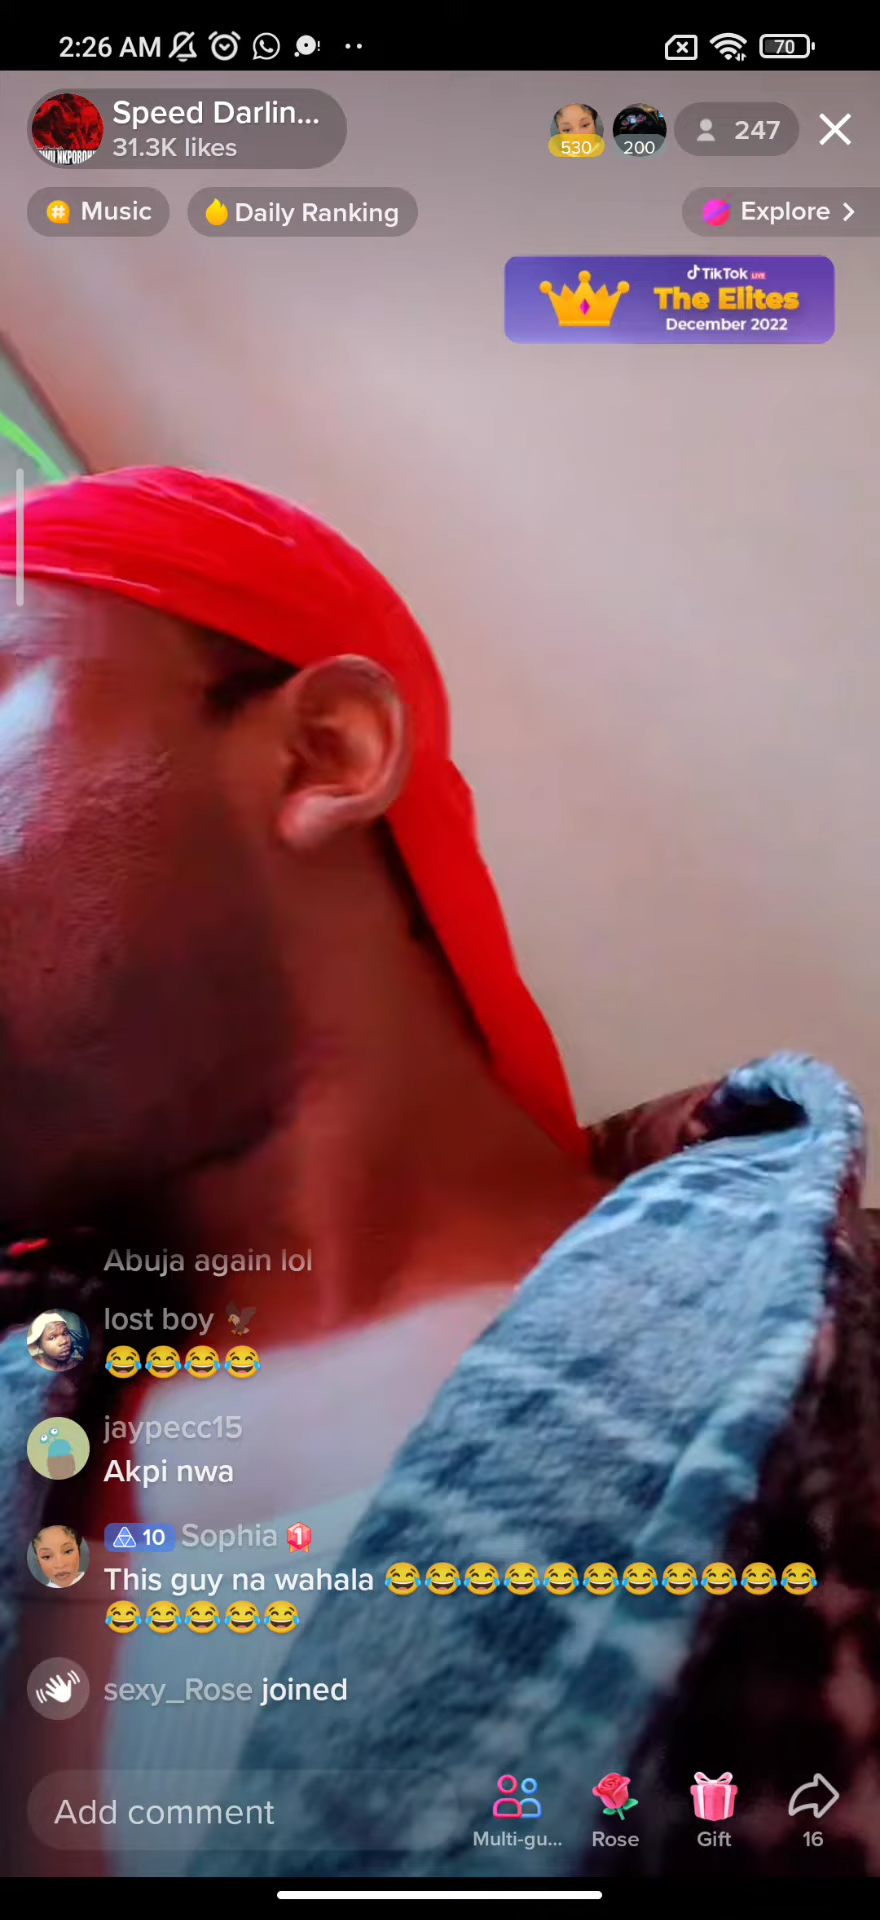 2:26 AM
70
Speed Darlin...
31.3K likes
530
200
247
Music
Daily Ranking
Explore
TikTok LIVE
The Elites
December 2022
Abuja again lol
lost boy
😂😂😂😂
jaypecc15
Akpi nwa
10 Sophia 1
This guy na wahala 😂😂😂😂😂😂😂😂😂😂😂
😂😂😂😂😂
sexy_Rose joined
Add comment
Multi-gu...
Rose
Gift
16